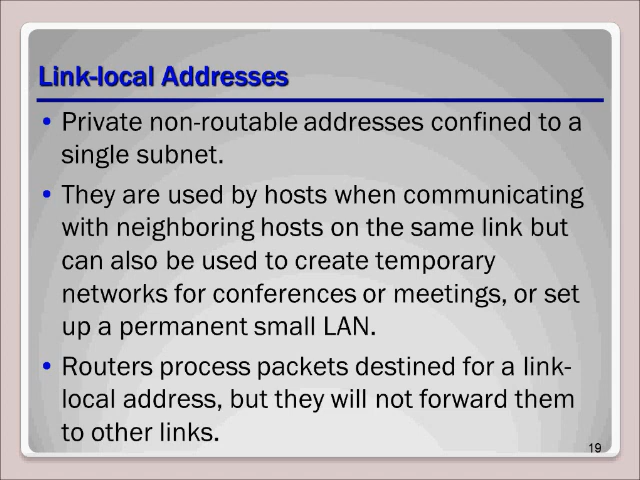 Link-local Addresses
• Private non-routable addresses confined to a
single subnet.
• They are used by hosts when communicating
with neighboring hosts on the same link but
can also be used to create temporary
networks for conferences or meetings, or set
up a permanent small LAN.
• Routers process packets destined for a link-
local address, but they will not forward them
to other links.
19